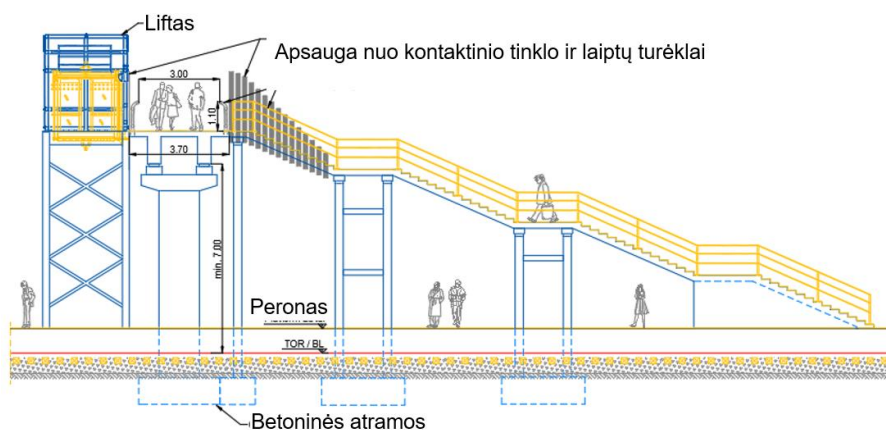 Liftas
Apsauga nuo kontaktinio tinklo ir laiptų turėklai
3.00
1.10
3.70
min. 7.00
Peronas
TOR / BL
Betoninės atramos